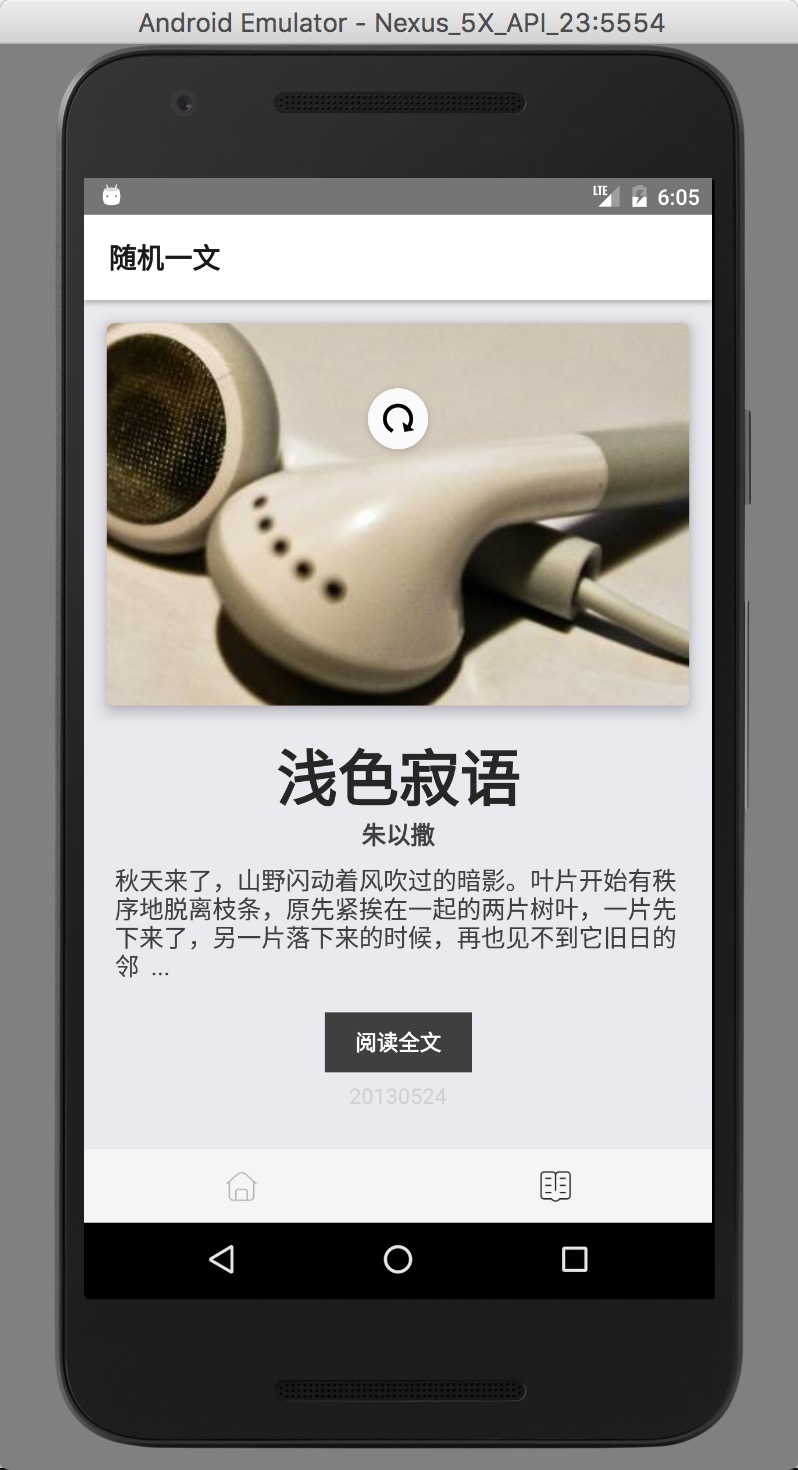 Android Emulator - Nexus_5X_API_23:5554
LTE 6:05
随机一文
浅色寂语
朱以撒
秋天来了，山野闪动着风吹过的暗影。叶片开始有秩
序地脱离枝条，原先紧挨在一起的两片树叶，一片先
下来了，另一片落下来的时候，再也见不到它旧日的
邻 ...
阅读全文
20130524